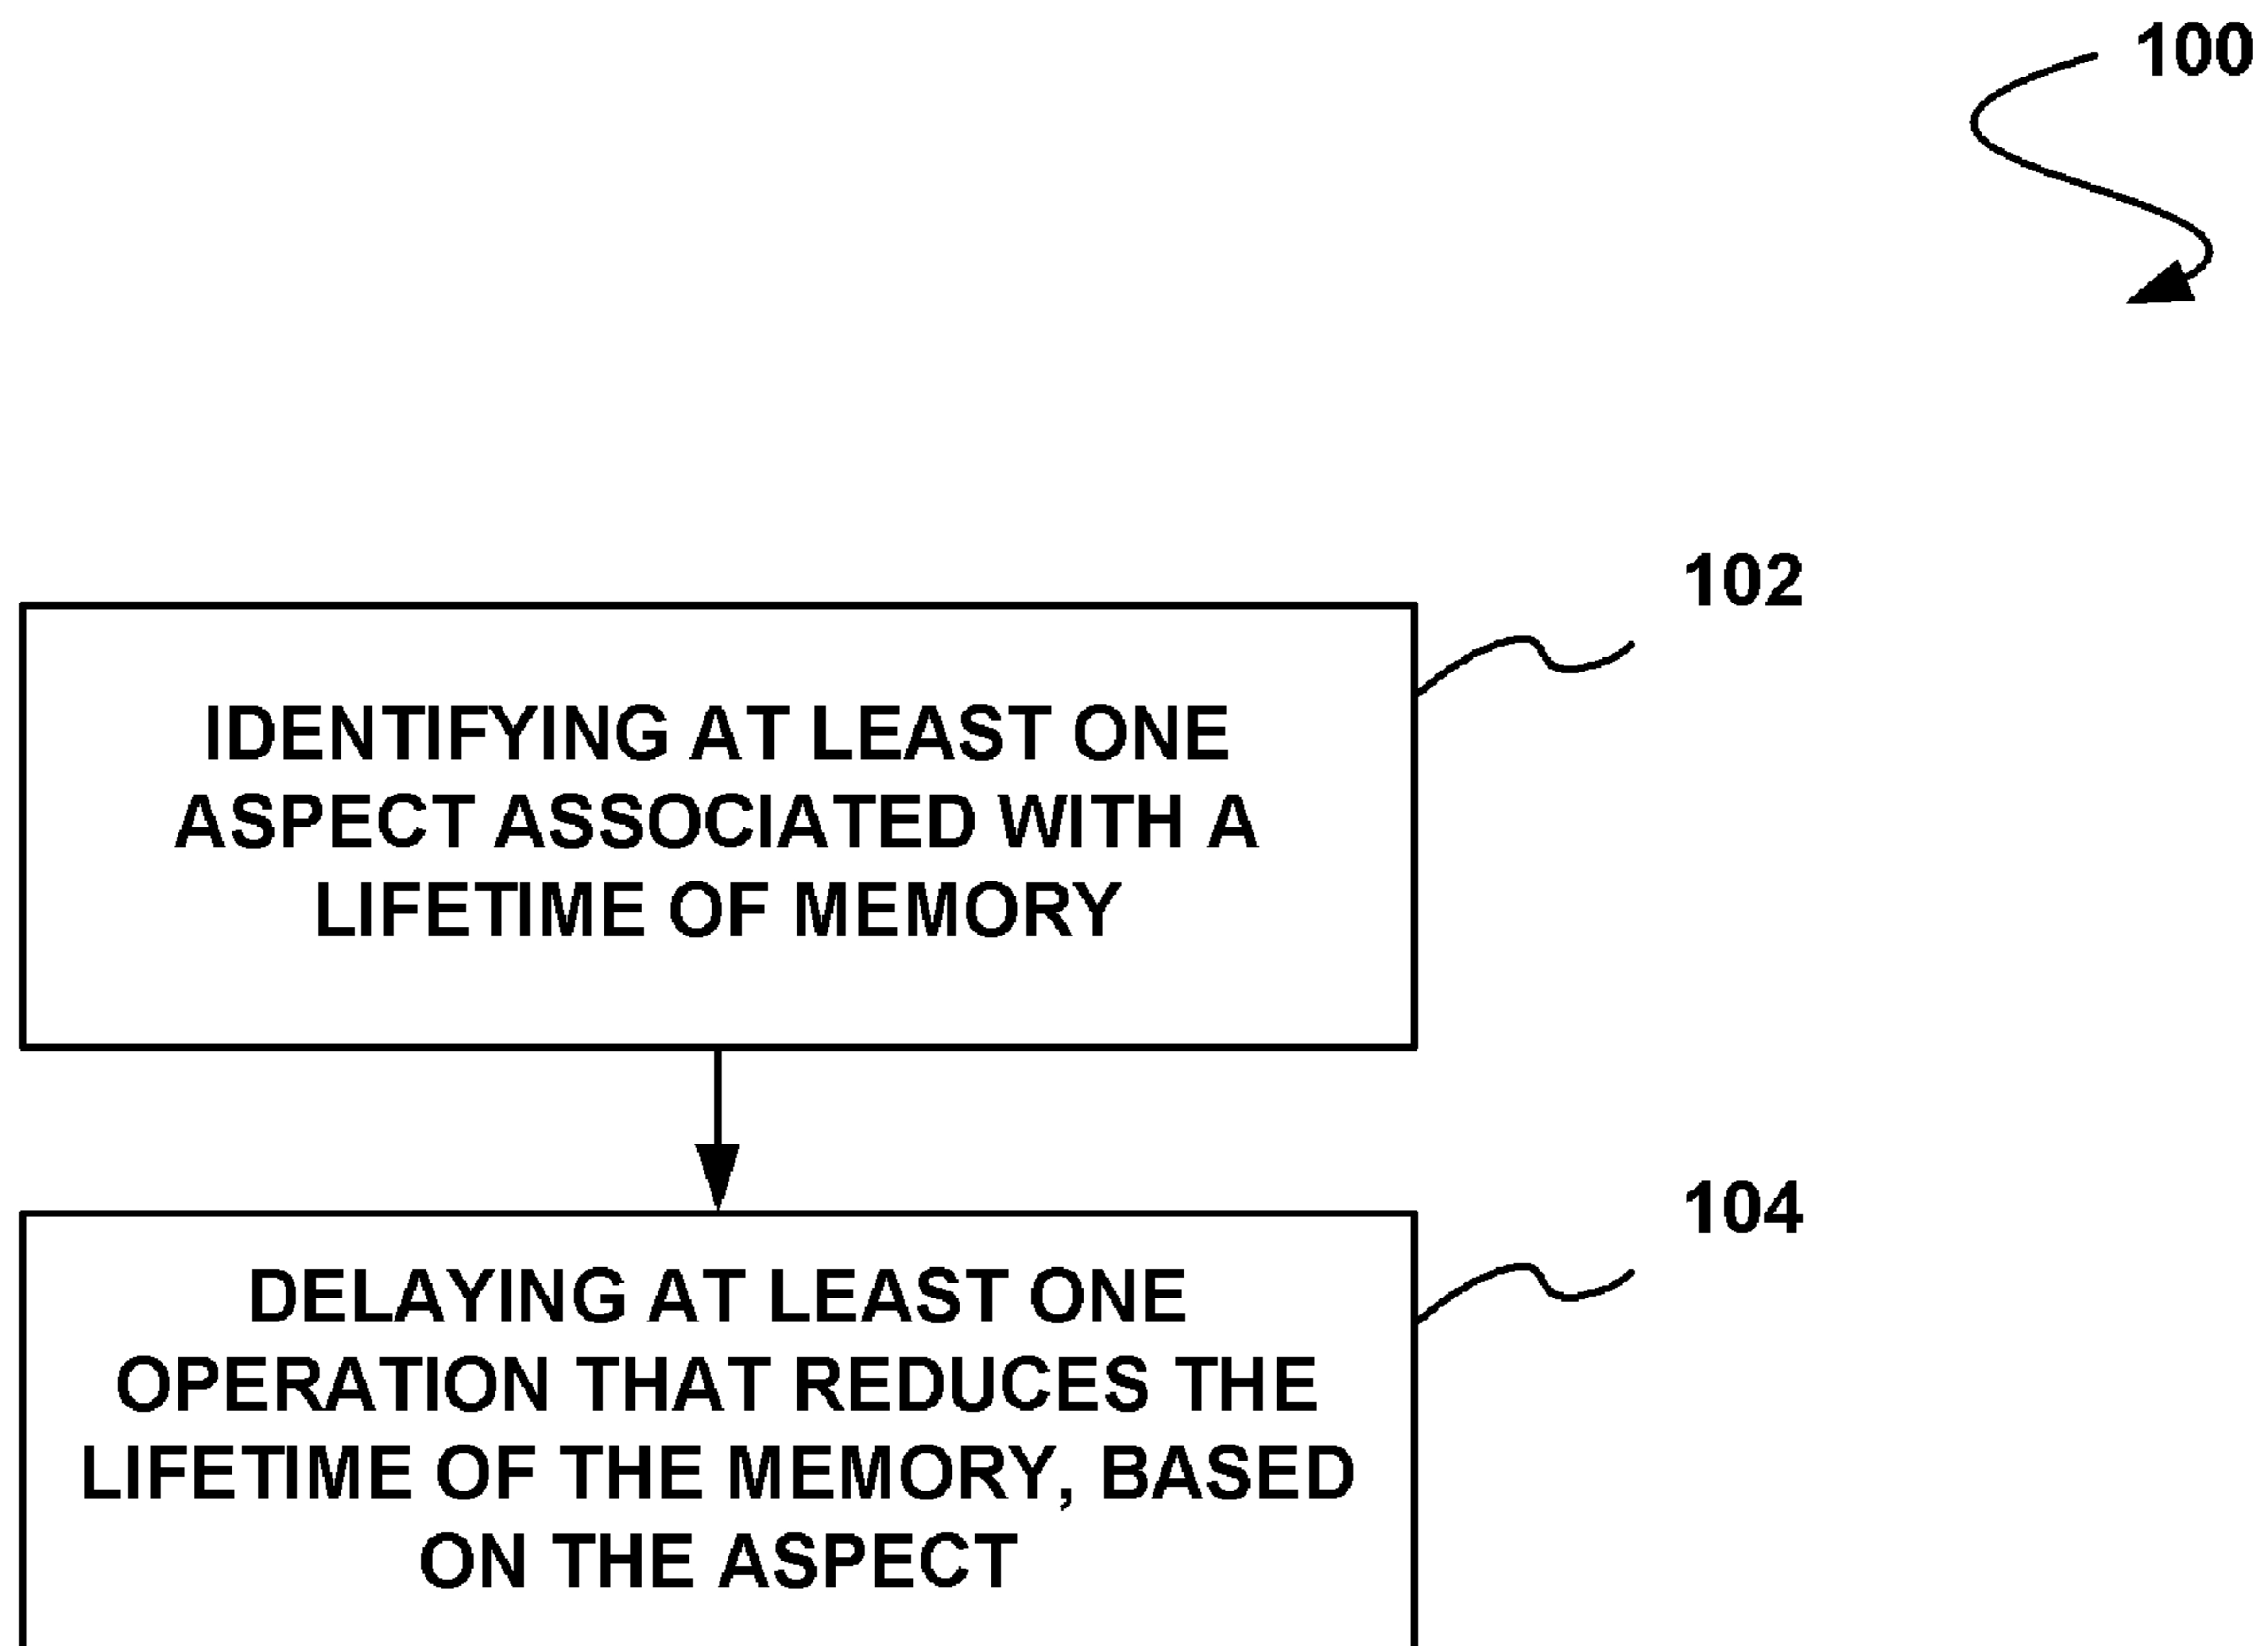 100
102
IDENTIFYING AT LEAST ONE
ASPECT ASSOCIATED WITH A
LIFETIME OF MEMORY
104
DELAYING AT LEAST ONE
OPERATION THAT REDUCES THE
LIFETIME OF THE MEMORY, BASED
ON THE ASPECT